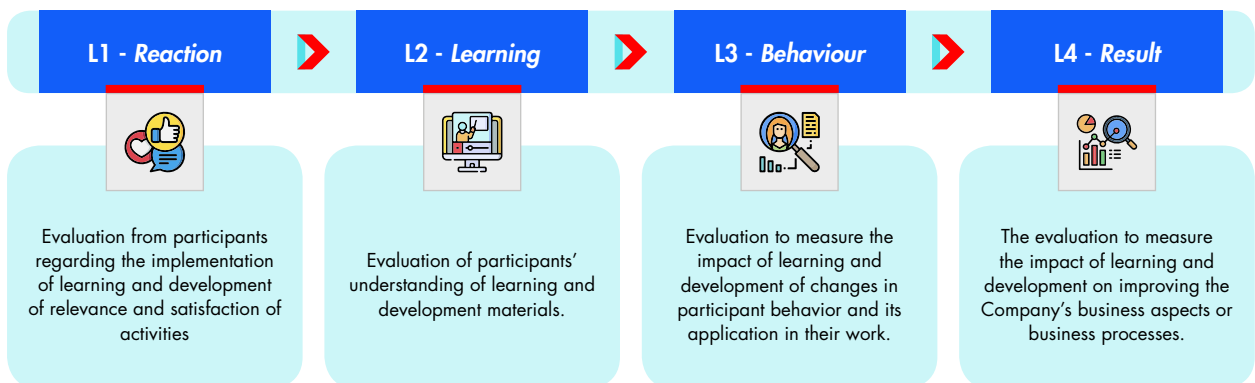 L1 - Reaction
L2 - Learning
L3 - Behaviour
L4 - Result
Evaluation from participants
regarding the implementation
of learning and development
of relevance and satisfaction of
activities
Evaluation of participants’
understanding of learning and
development materials.
Evaluation to measure the
impact of learning and
development of changes in
participant behavior and its
application in their work.
The evaluation to measure
the impact of learning and
development on improving the
Company’s business aspects or
business processes.